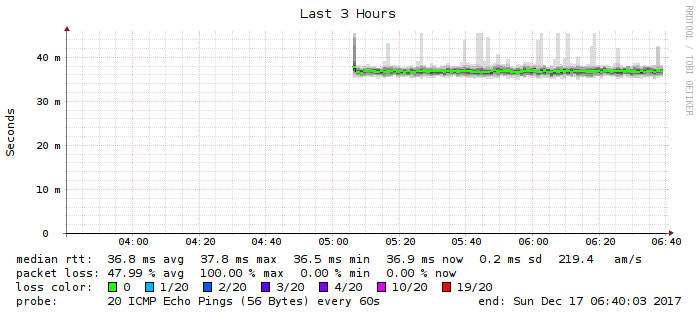 Last 3 Hours
RRDTOOL / TOBI OETIKER
Seconds
40 m
30 m
20 m
10 m
0
04:00 04:20 04:40 05:00 05:20 05:40 06:00 06:20 06:40
median rtt: 36.8 ms avg 37.8 ms max 36.5 ms min 36.9 ms now 0.2 ms sd 219.4 am/s
packet loss: 47.99 % avg 100.00 % max 0.00 % min 0.00 % now
loss color: 0 1/20 2/20 3/20 4/20 10/20 19/20
probe: 20 ICMP Echo Pings (56 Bytes) every 60s end: Sun Dec 17 06:40:03 2017